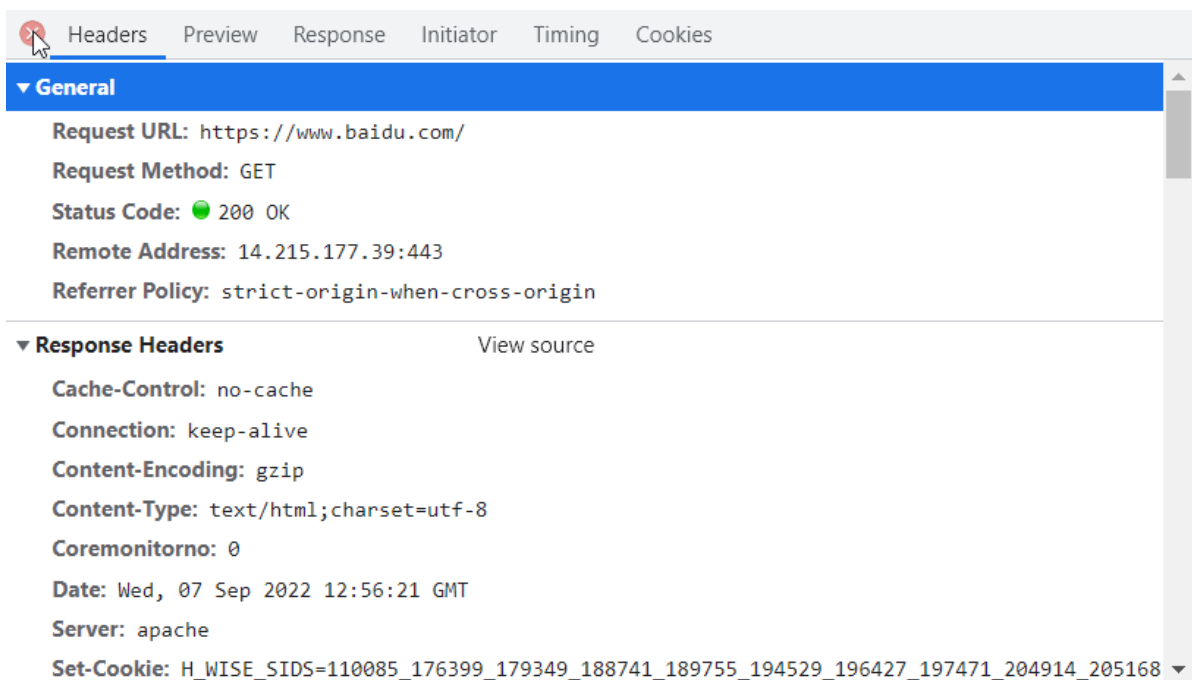 Headers Preview Response Initiator Timing Cookies
General
Request URL: https://www.baidu.com/
Request Method: GET
Status Code: 200 OK
Remote Address: 14.215.177.39:443
Referrer Policy: strict-origin-when-cross-origin
Response Headers View source
Cache-Control: no-cache
Connection: keep-alive
Content-Encoding: gzip
Content-Type: text/html;charset=utf-8
Coremonitorno: 0
Date: Wed, 07 Sep 2022 12:56:21 GMT
Server: apache
Set-Cookie: H_WISE_SIDS=110085_176399_179349_188741_189755_194529_196427_197471_204914_205168